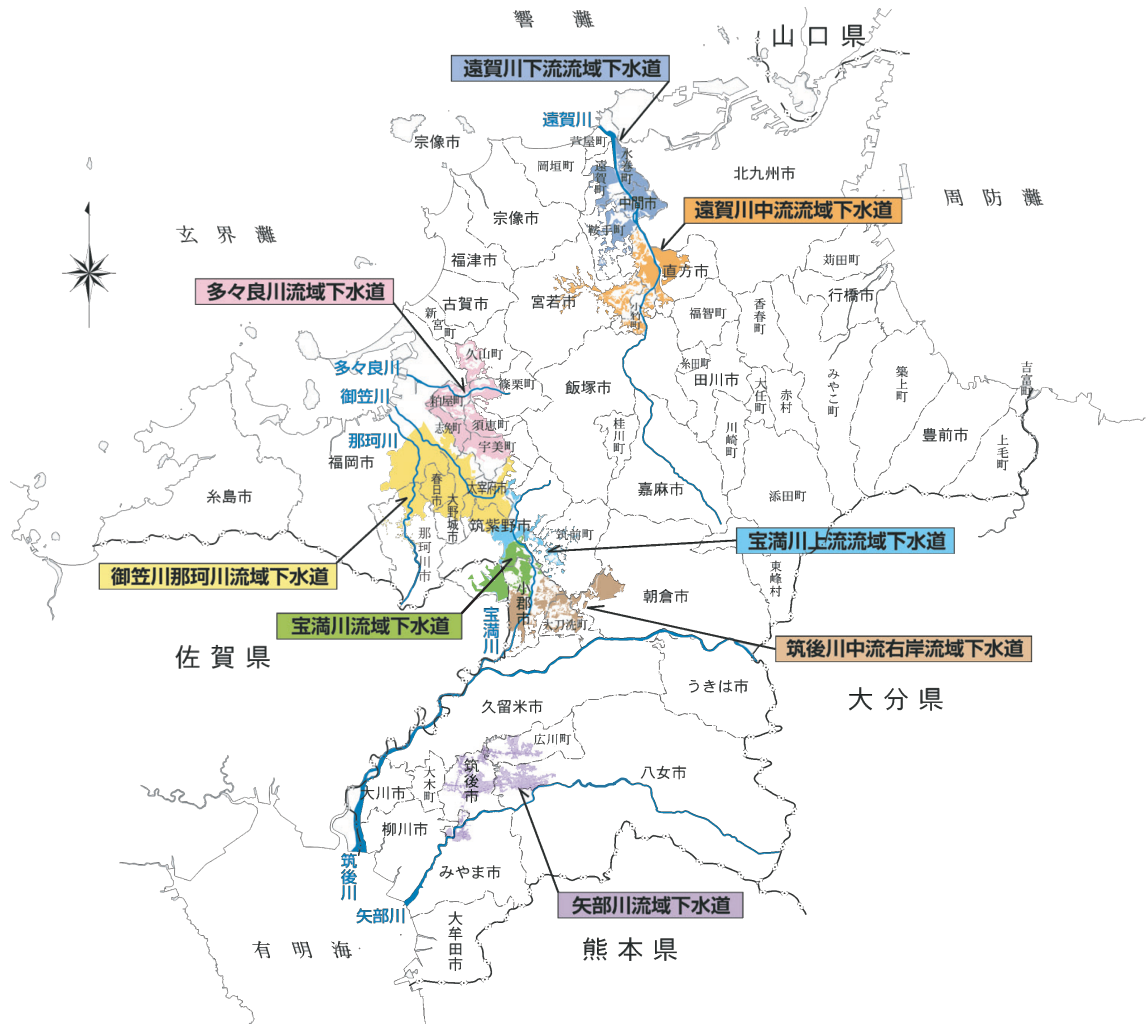 響灘
山口県
遠賀川下流流域下水道
遠賀川
芦屋町
水巻町
宗像市
岡垣町
遠賀町
北九州市
中間市
周防灘
遠賀川中流流域下水道
宗像市
鞍手町
玄界灘
福津市
直方市
苅田町
多々良川流域下水道
古賀市
宮若市
行橋市
新宮町
小竹町
福智町
香春町
久山町
多々良川
篠栗町
飯塚市
糸田町
田川市
大任町
赤村
みやこ町
築上町
吉富町
御笠川
粕屋町
志免町
須恵町
那珂川
宇美町
桂川町
川崎町
豊前市
上毛町
福岡市
春日市
大野城市
太宰府市
糸島市
嘉麻市
添田町
筑紫野市
那珂川市
筑前町
宝満川上流流域下水道
御笠川那珂川流域下水道
東峰村
小郡市
朝倉市
宝満川流域下水道
宝満川
大刀洗町
筑後川中流右岸流域下水道
佐賀県
うきは市
大分県
久留米市
広川町
筑後市
大木町
八女市
大川市
柳川市
筑後川
みやま市
矢部川流域下水道
矢部川
大牟田市
有明海
熊本県